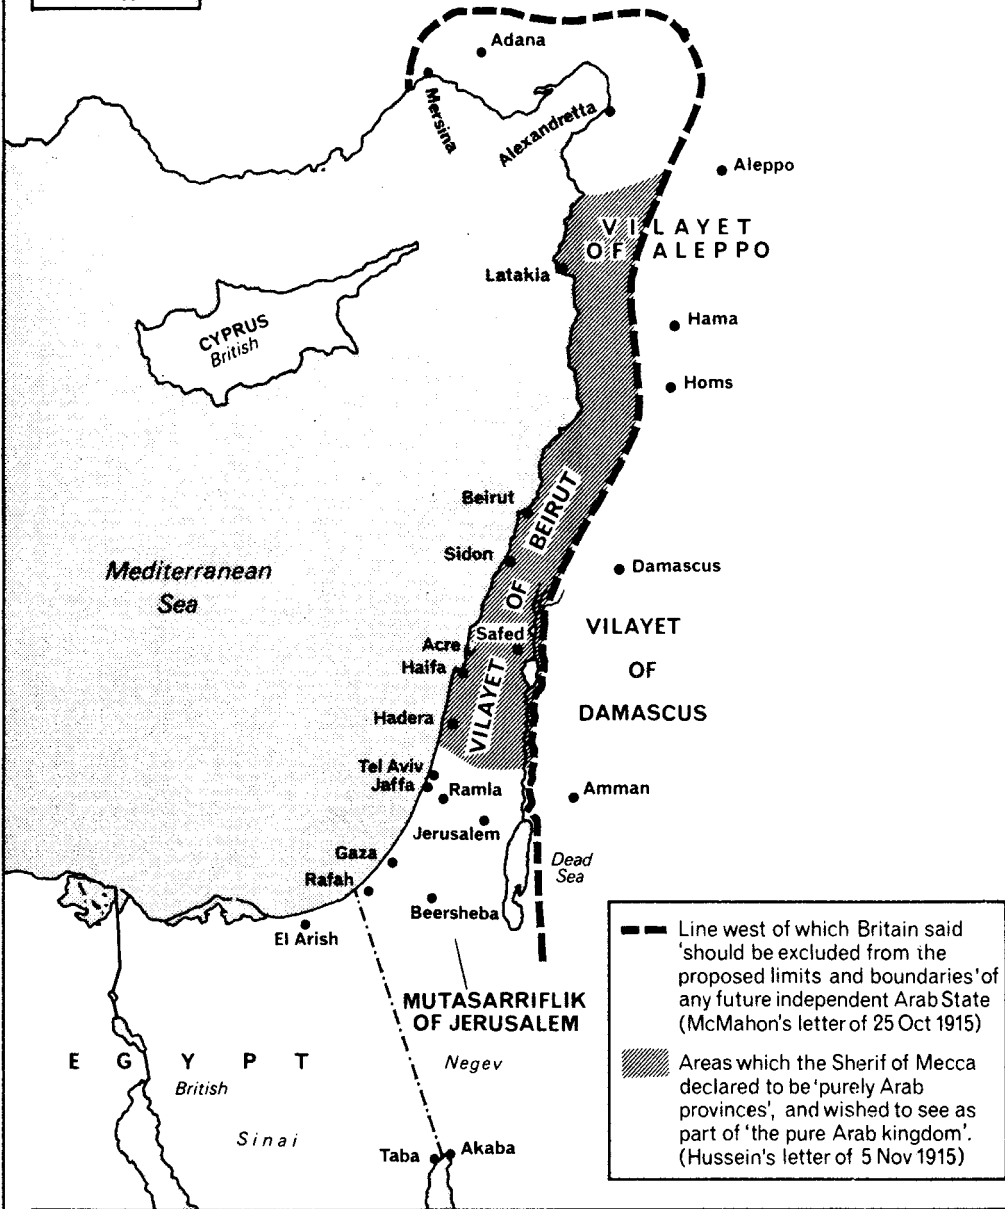 Adana
Mersina
Alexandretta
Aleppo
VILAYET
OF ALEPPO
Latakia
CYPRUS
British
Hama
Homs
Beirut
Sidon
Mediterranean
Sea
Damascus
VILAYET OF BEIRUT
Safed
Acre
Haifa
VILAYET
OF
DAMASCUS
Hadera
Tel Aviv
Jaffa
Ramla
Amman
Jerusalem
Gaza
Dead
Sea
Rafah
Beersheba
El Arish
MUTASARRIFLIK
OF JERUSALEM
EGYPT
British
Negev
Sinai
Taba
Akaba
Line west of which Britain said
'should be excluded from the
proposed limits and boundaries' of
any future independent Arab State
(McMahon's letter of 25 Oct 1915)
Areas which the Sherif of Mecca
declared to be 'purely Arab
provinces', and wished to see as
part of 'the pure Arab kingdom'.
(Hussein's letter of 5 Nov 1915)